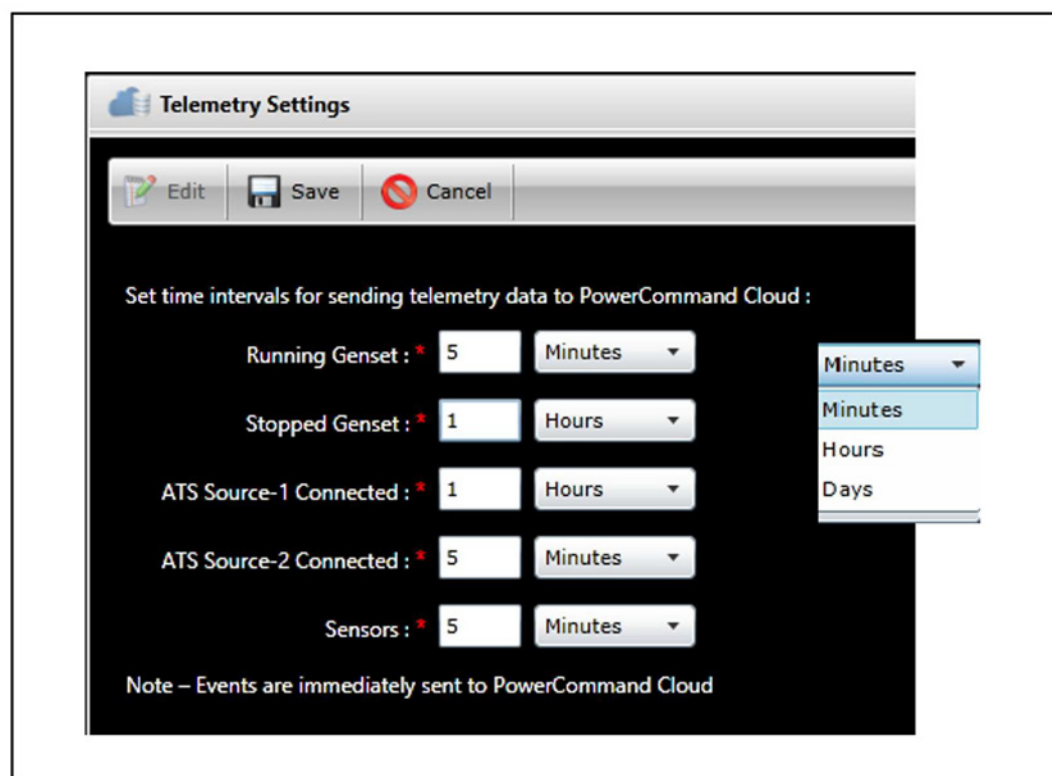 Telemetry Settings
Edit Save Cancel
Set time intervals for sending telemetry data to PowerCommand Cloud :
Running Genset : * 5 Minutes
Stopped Genset : * 1 Hours
ATS Source-1 Connected : * 1 Hours
ATS Source-2 Connected : * 5 Minutes
Sensors : * 5 Minutes
Note – Events are immediately sent to PowerCommand Cloud
Minutes
Minutes
Hours
Days